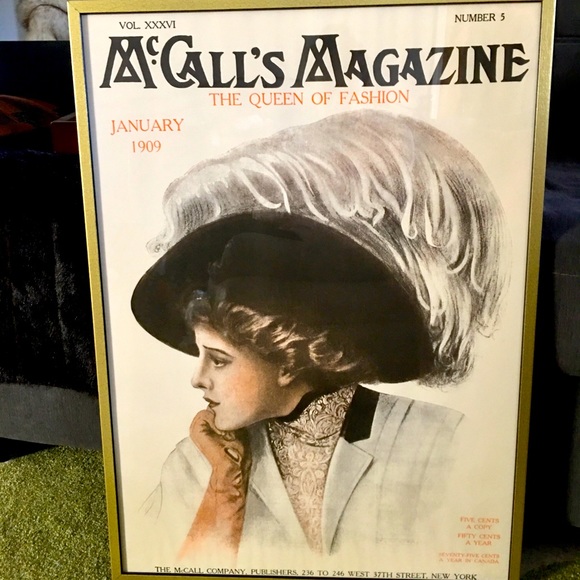 VOL. XXXVI
NUMBER 5
McCALL'S MAGAZINE
THE QUEEN OF FASHION
JANUARY
1909
FIVE CENTS
A COPY
FIFTY CENTS
A YEAR
SEVENTY-FIVE CENTS
A YEAR IN CANADA
THE McCALL COMPANY, PUBLISHERS, 236 TO 246 WEST 37TH STREET, NEW YORK